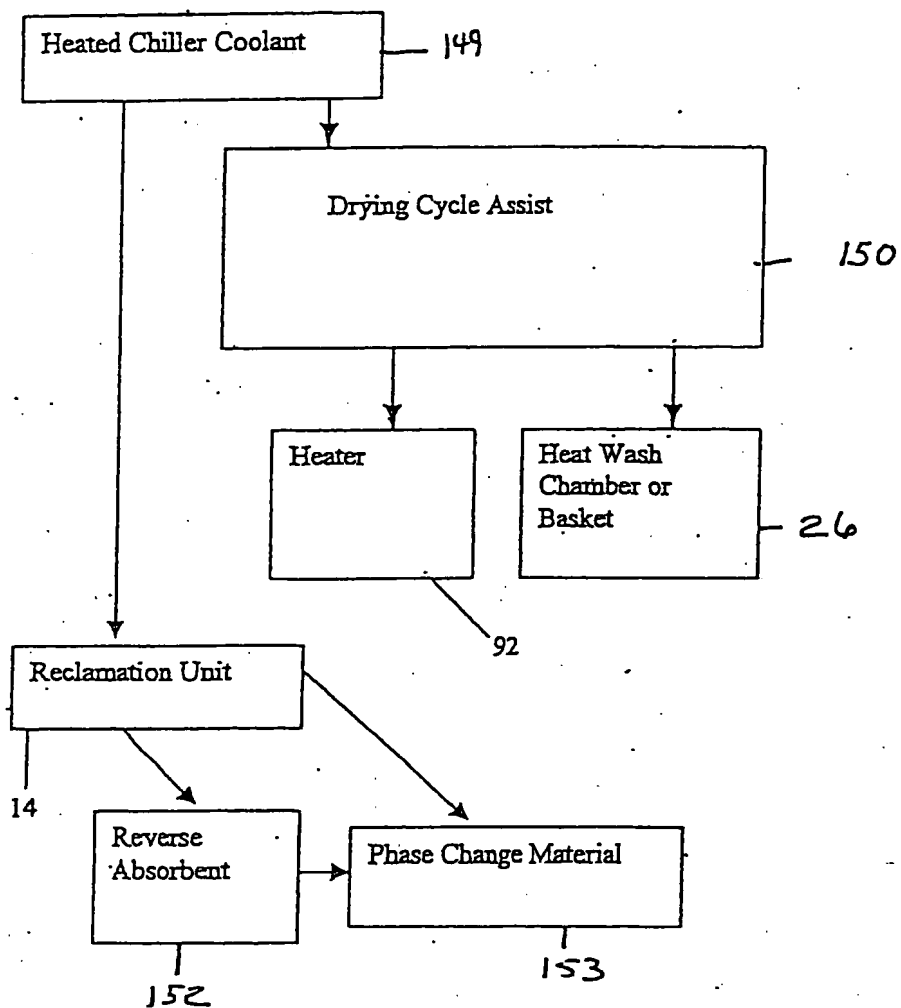 Heated Chiller Coolant
149
Drying Cycle Assist
150
Heater
Heat Wash
Chamber or
Basket
26
92
Reclamation Unit
14
Reverse
Absorbent
Phase Change Material
152
153